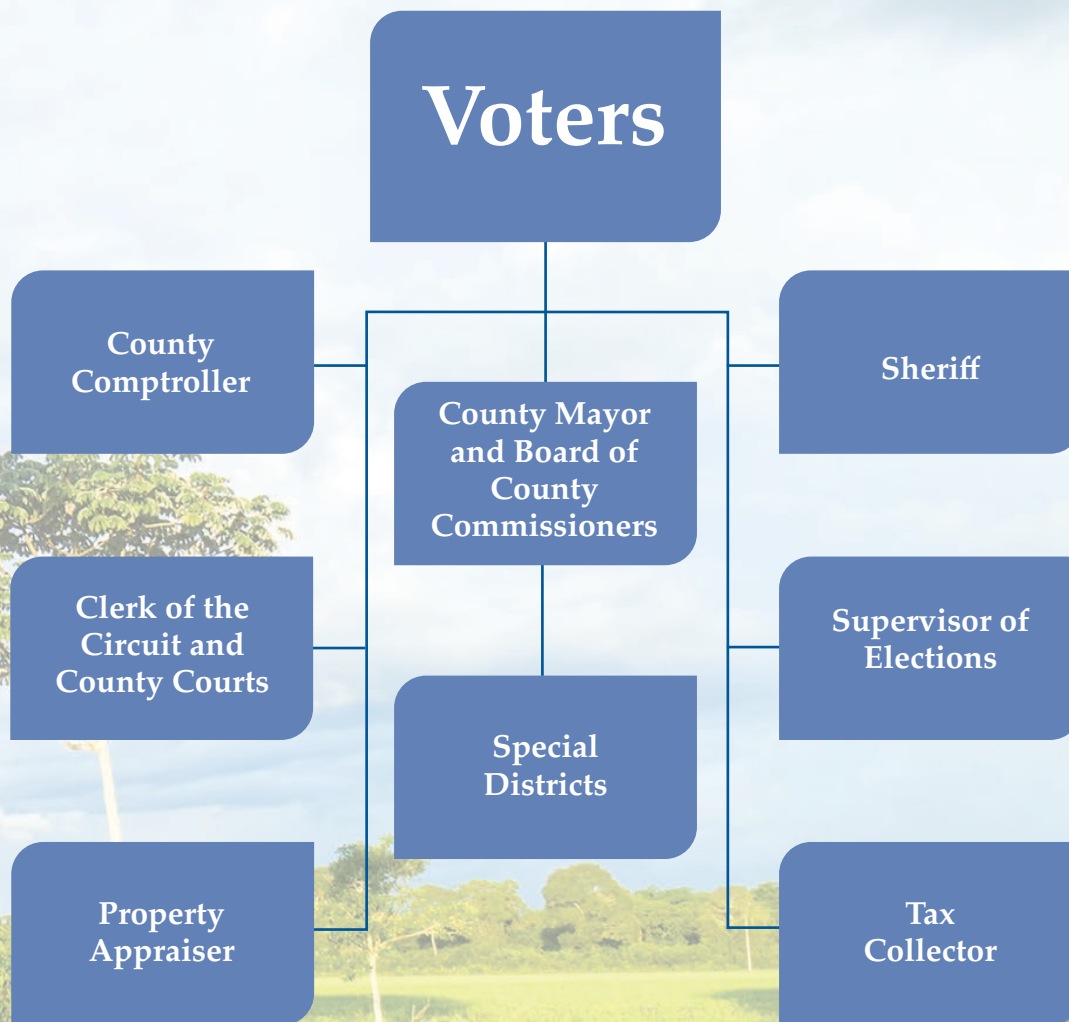 Voters
County
Comptroller
Sheriff
County Mayor
and Board of
County
Commissioners
Clerk of the
Circuit and
County Courts
Supervisor of
Elections
Special
Districts
Property
Appraiser
Tax
Collector